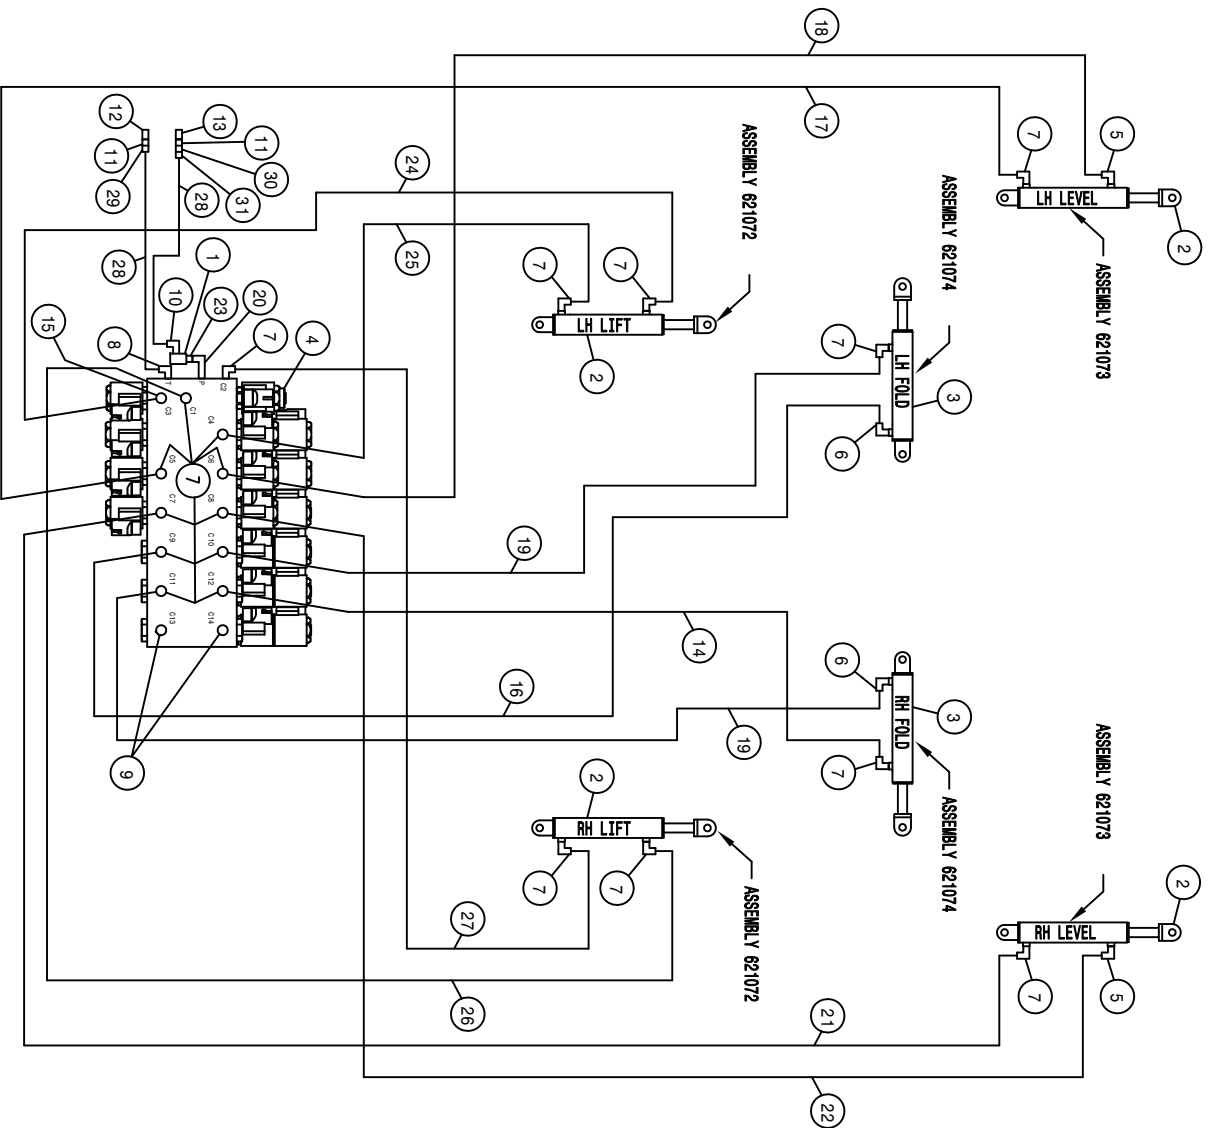 18
17
12
11
29
13
11
30
31
28
28
24
25
ASSEMBLY 621072
7
7
LH LIFT
2
7
5
LH LEVEL
2
ASSEMBLY 621073
ASSEMBLY 621074
7
LH FOLD
3
6
1
10
23
20
7
4
15
8
T
P
C2
C3
C1
C4
C5
C6
7
C7
C8
C9
C10
C11
C12
C13
C14
9
19
14
16
19
6
RH FOLD
3
7
ASSEMBLY 621074
ASSEMBLY 621073
2
RH LIFT
7
7
ASSEMBLY 621072
27
26
2
RH LEVEL
7
5
21
22